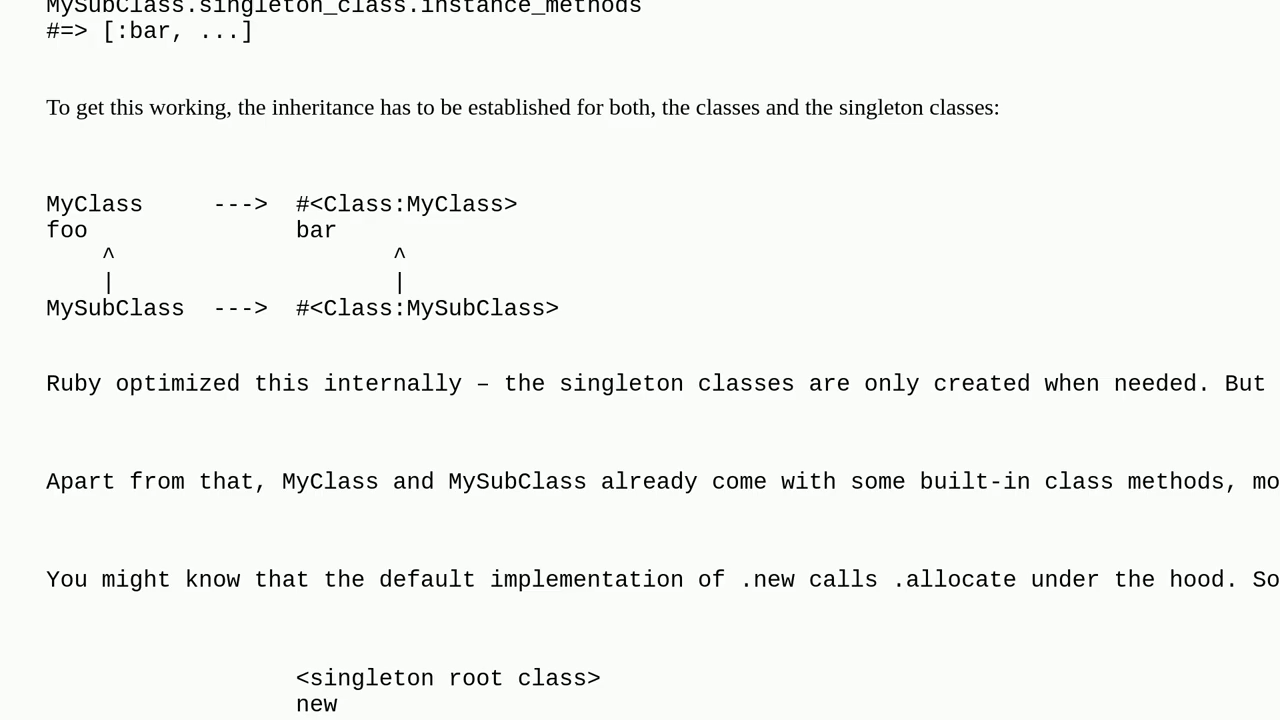 MySubClass.singleton_class.instance_methods
#=> [:bar, ...]
To get this working, the inheritance has to be established for both, the classes and the singleton classes:
MyClass     --->  #<Class:MyClass>
foo               bar
    ^                    ^
    |                    |
MySubClass  --->  #<Class:MySubClass>
Ruby optimized this internally – the singleton classes are only created when needed. But
Apart from that, MyClass and MySubClass already come with some built-in class methods, mo
You might know that the default implementation of .new calls .allocate under the hood. So
                  <singleton root class>
                  new